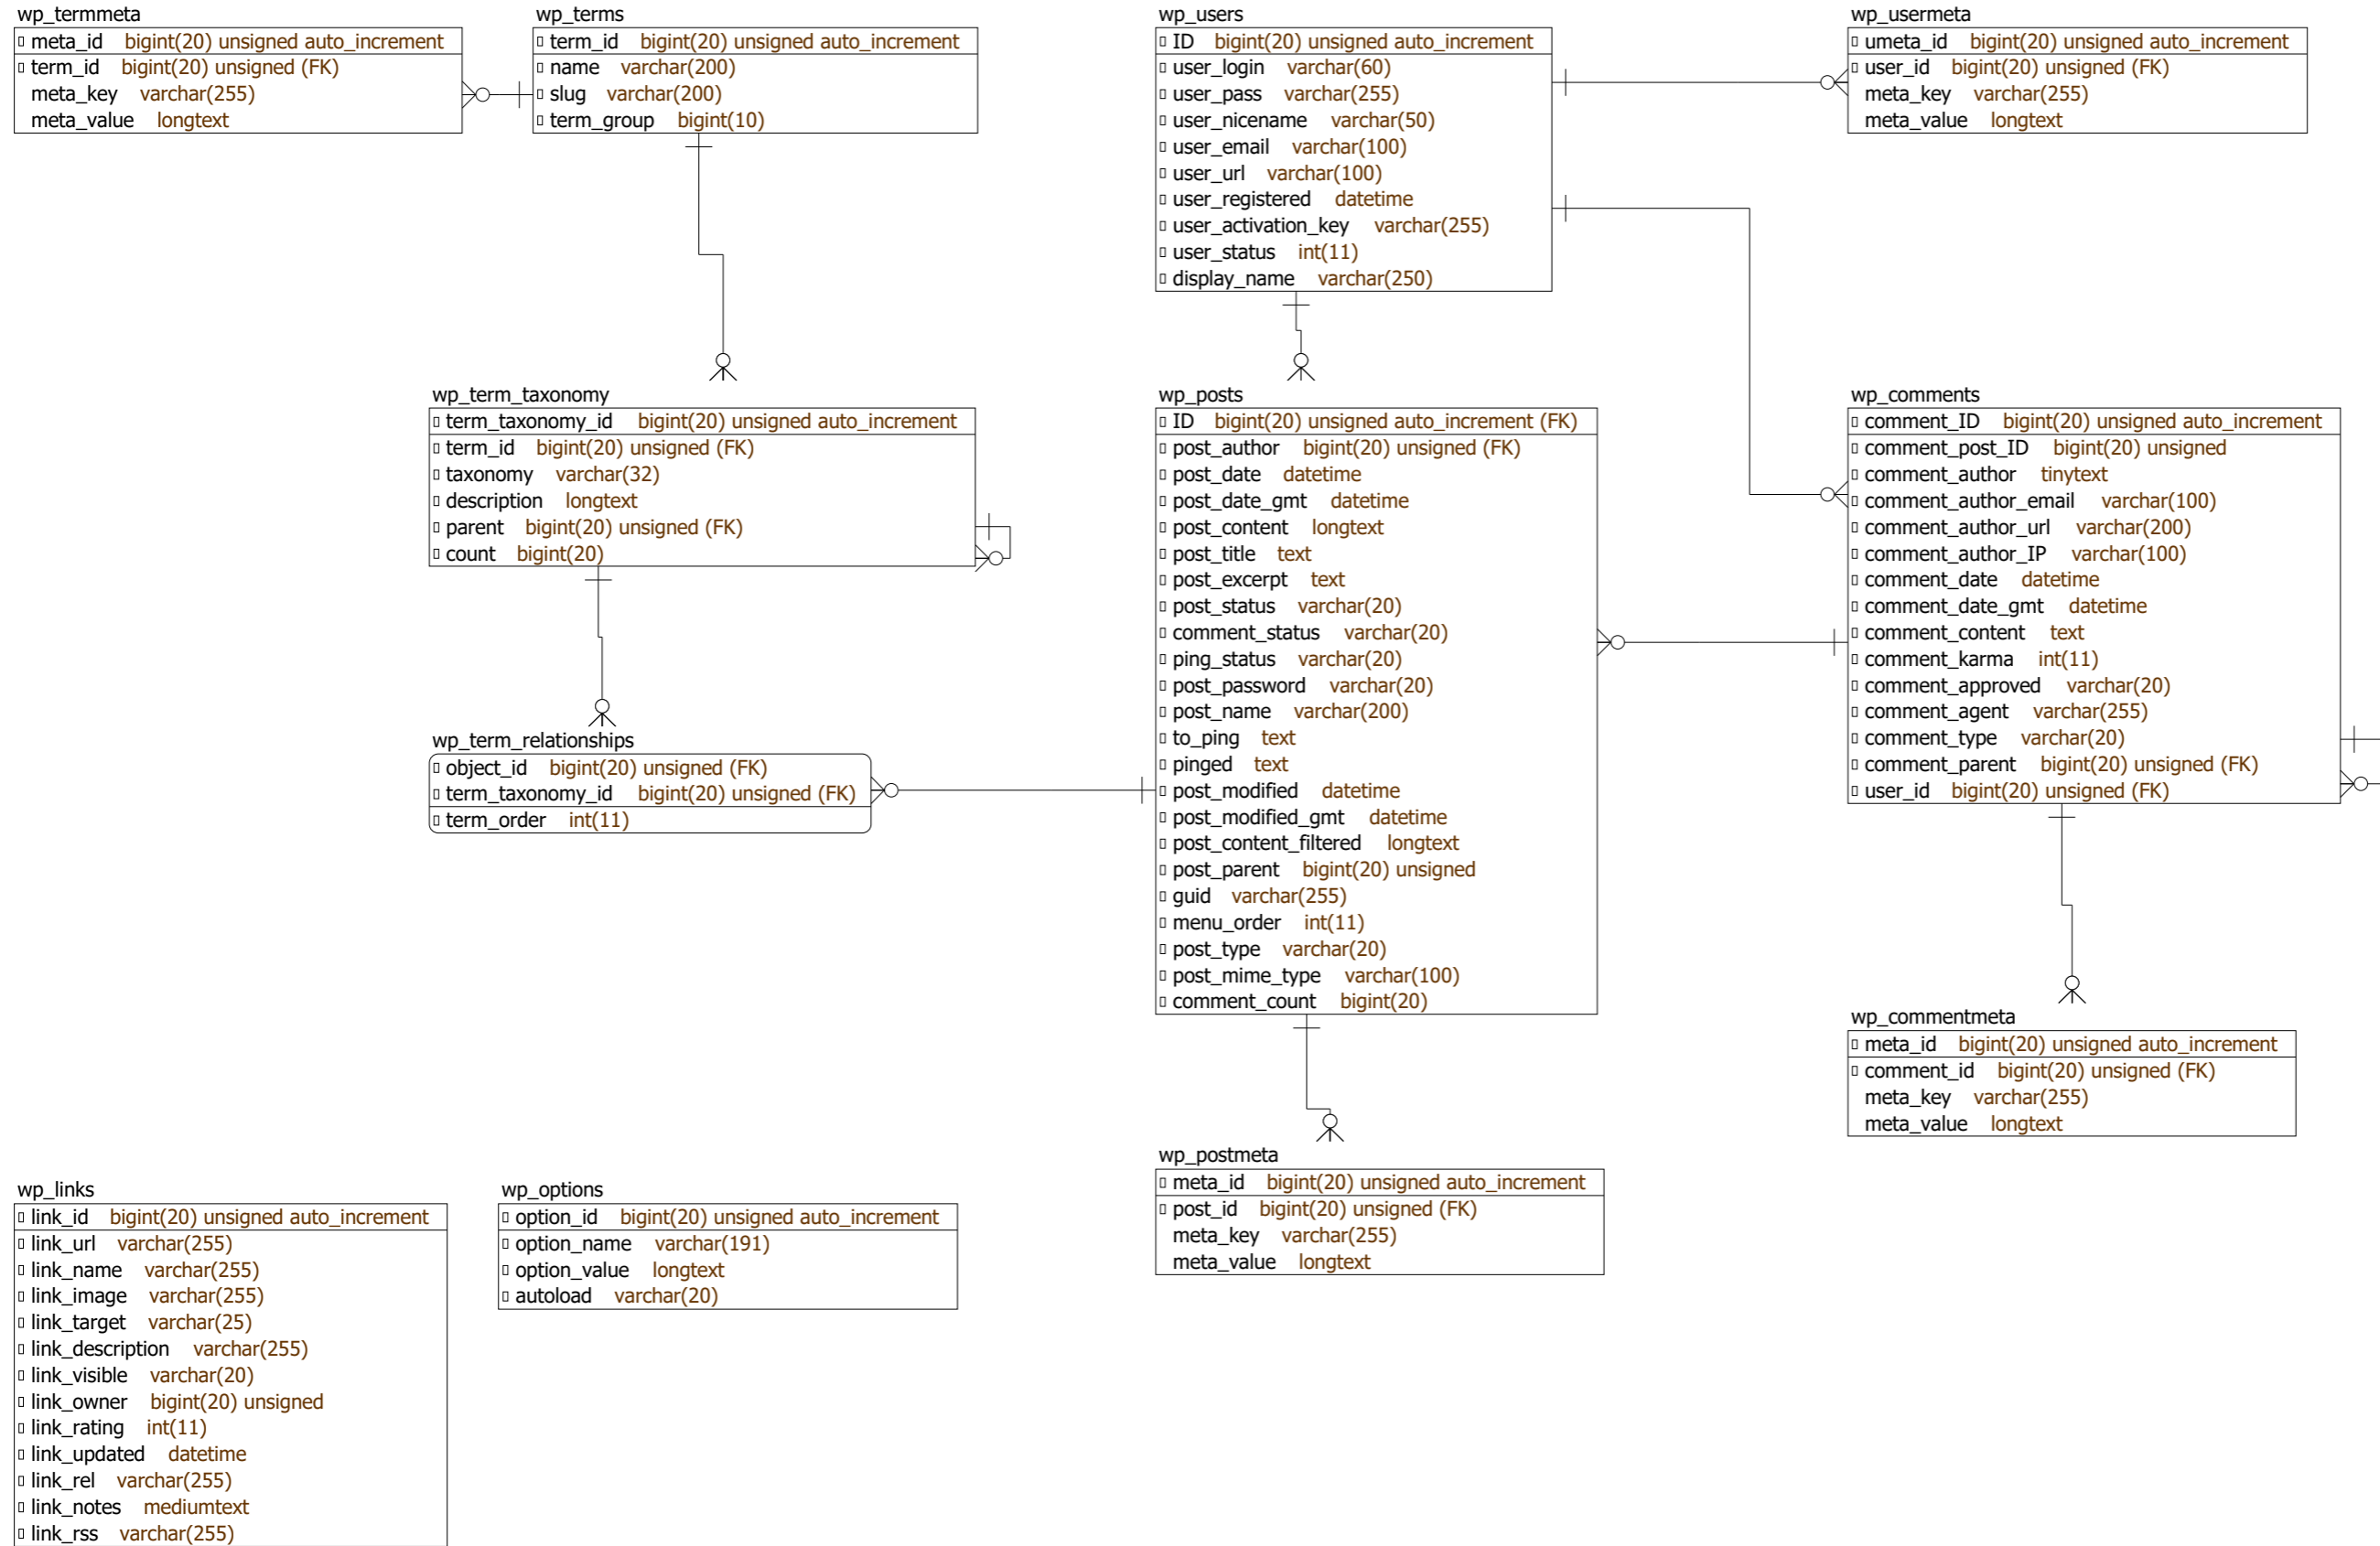 wp_termmeta
meta_id bigint(20) unsigned auto_increment
term_id bigint(20) unsigned (FK)
meta_key varchar(255)
meta_value longtext
wp_terms
term_id bigint(20) unsigned auto_increment
name varchar(200)
slug varchar(200)
term_group bigint(10)
wp_users
ID bigint(20) unsigned auto_increment
user_login varchar(60)
user_pass varchar(255)
user_nicename varchar(50)
user_email varchar(100)
user_url varchar(100)
user_registered datetime
user_activation_key varchar(255)
user_status int(11)
display_name varchar(250)
wp_usermeta
umeta_id bigint(20) unsigned auto_increment
user_id bigint(20) unsigned (FK)
meta_key varchar(255)
meta_value longtext
wp_term_taxonomy
term_taxonomy_id bigint(20) unsigned auto_increment
term_id bigint(20) unsigned (FK)
taxonomy varchar(32)
description longtext
parent bigint(20) unsigned (FK)
count bigint(20)
wp_posts
ID bigint(20) unsigned auto_increment (FK)
post_author bigint(20) unsigned (FK)
post_date datetime
post_date_gmt datetime
post_content longtext
post_title text
post_excerpt text
post_status varchar(20)
comment_status varchar(20)
ping_status varchar(20)
post_password varchar(20)
post_name varchar(200)
to_ping text
pinged text
post_modified datetime
post_modified_gmt datetime
post_content_filtered longtext
post_parent bigint(20) unsigned
guid varchar(255)
menu_order int(11)
post_type varchar(20)
post_mime_type varchar(100)
comment_count bigint(20)
wp_comments
comment_ID bigint(20) unsigned auto_increment
comment_post_ID bigint(20) unsigned
comment_author tinytext
comment_author_email varchar(100)
comment_author_url varchar(200)
comment_author_IP varchar(100)
comment_date datetime
comment_date_gmt datetime
comment_content text
comment_karma int(11)
comment_approved varchar(20)
comment_agent varchar(255)
comment_type varchar(20)
comment_parent bigint(20) unsigned (FK)
user_id bigint(20) unsigned (FK)
wp_term_relationships
object_id bigint(20) unsigned (FK)
term_taxonomy_id bigint(20) unsigned (FK)
term_order int(11)
wp_commentmeta
meta_id bigint(20) unsigned auto_increment
comment_id bigint(20) unsigned (FK)
meta_key varchar(255)
meta_value longtext
wp_postmeta
meta_id bigint(20) unsigned auto_increment
post_id bigint(20) unsigned (FK)
meta_key varchar(255)
meta_value longtext
wp_links
link_id bigint(20) unsigned auto_increment
link_url varchar(255)
link_name varchar(255)
link_image varchar(255)
link_target varchar(25)
link_description varchar(255)
link_visible varchar(20)
link_owner bigint(20) unsigned
link_rating int(11)
link_updated datetime
link_rel varchar(255)
link_notes mediumtext
link_rss varchar(255)
wp_options
option_id bigint(20) unsigned auto_increment
option_name varchar(191)
option_value longtext
autoload varchar(20)